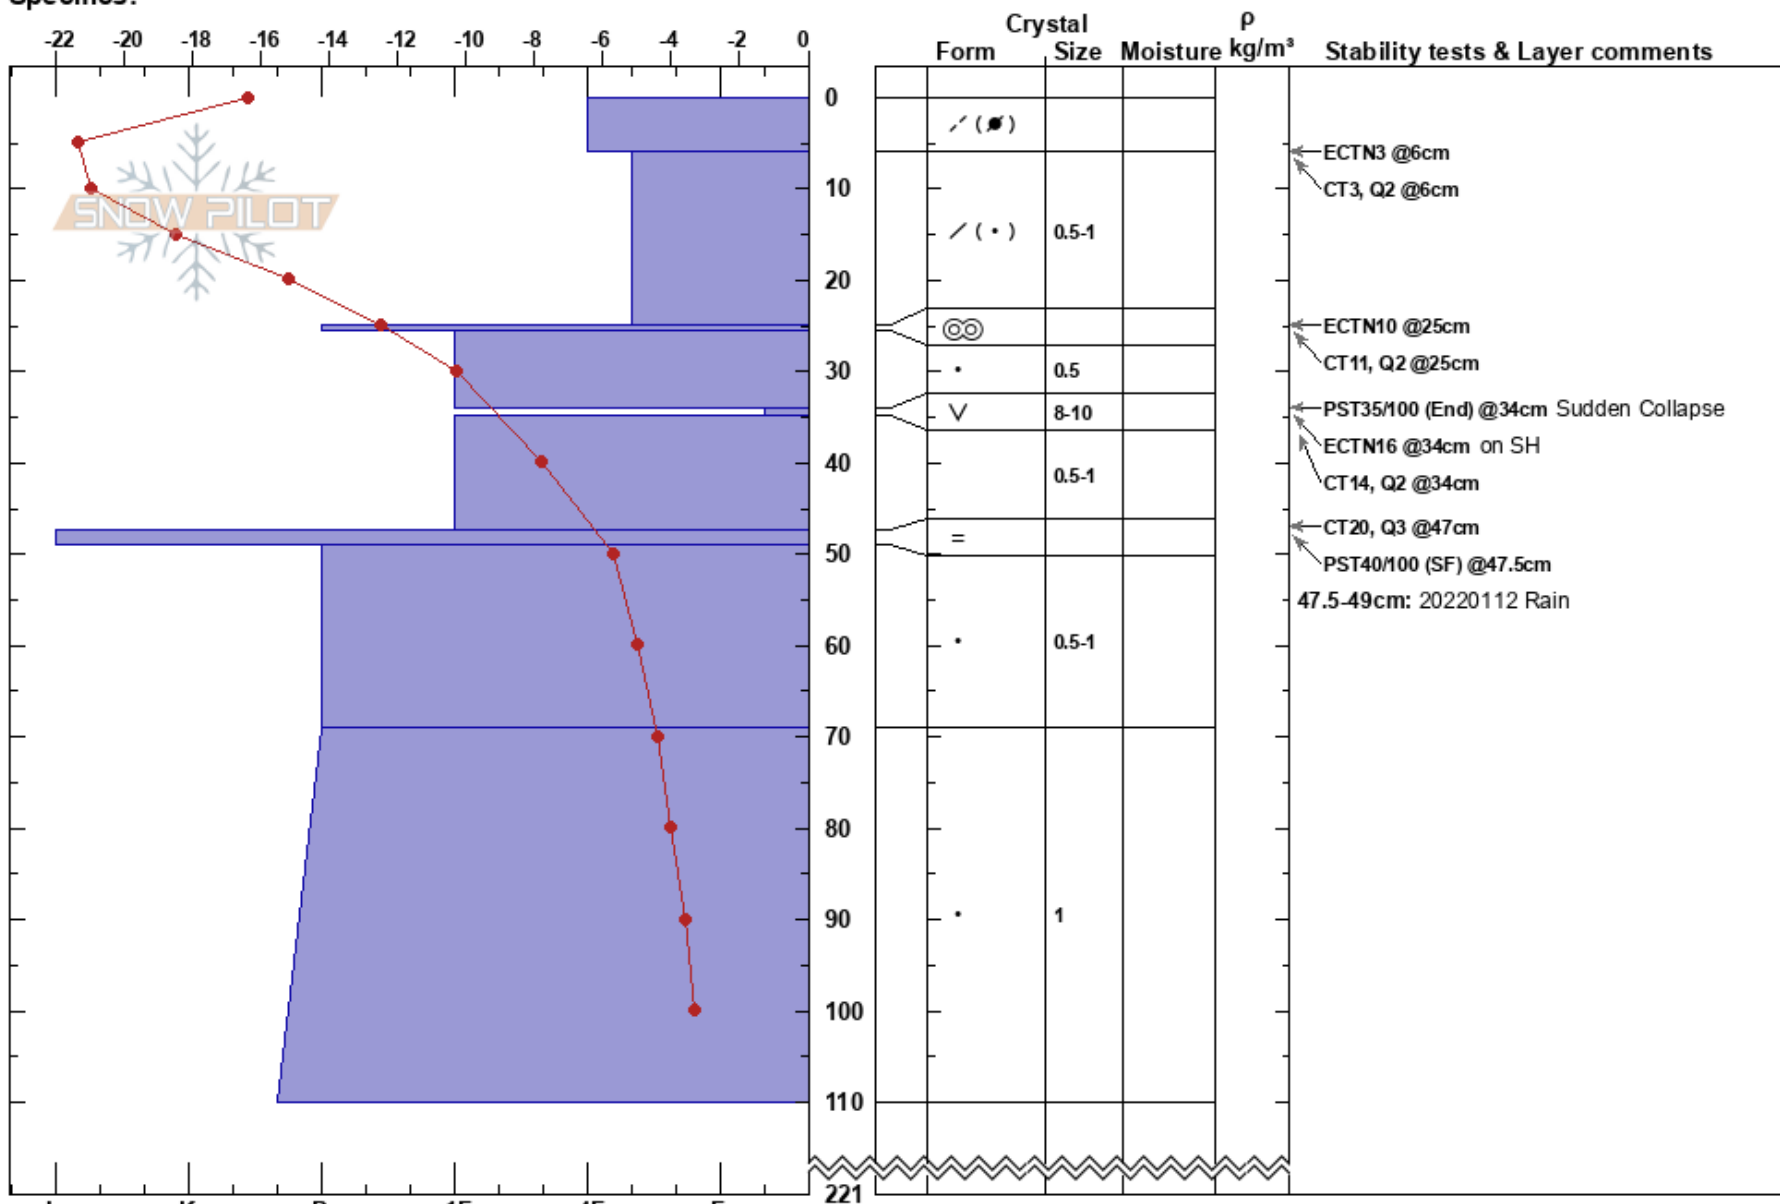 Crystal ρ
-22 -20 -18 -16 -14 -12 -10 -8 -6 -4 -2 0
Form Size Moisture kg/m³ Stability tests & Layer comments
0
ECTN3 @6cm
10
CT3, Q2 @6cm
SNOW PILOT
0.5-1
20
ECTN10 @25cm
CT11, Q2 @25cm
30
0.5
8-10
PST35/100 (End) @34cm Sudden Collapse
ECTN16 @34cm on SH
40
0.5-1
CT14, Q2 @34cm
CT20, Q3 @47cm
50
PST40/100 (SF) @47.5cm
47.5-49cm: 20220112 Rain
60
0.5-1
70
80
90
1
100
110
221